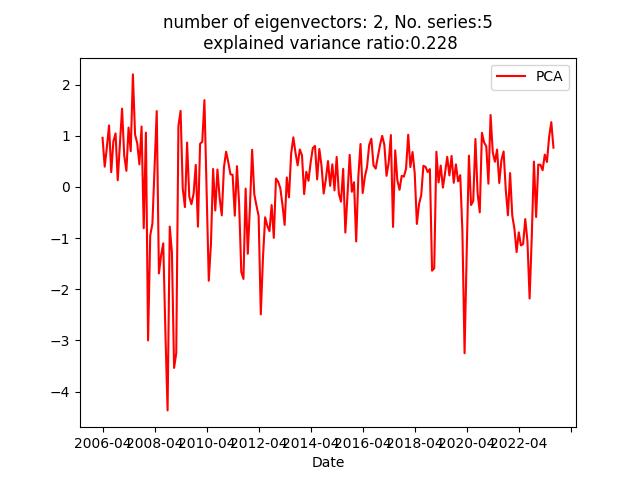 number of eigenvectors: 2, No. series:5
explained variance ratio:0.228
PCA
2
1
0
−1
−2
−3
−4
2006-04 2008-04 2010-04 2012-04 2014-04 2016-04 2018-04 2020-04 2022-04
Date